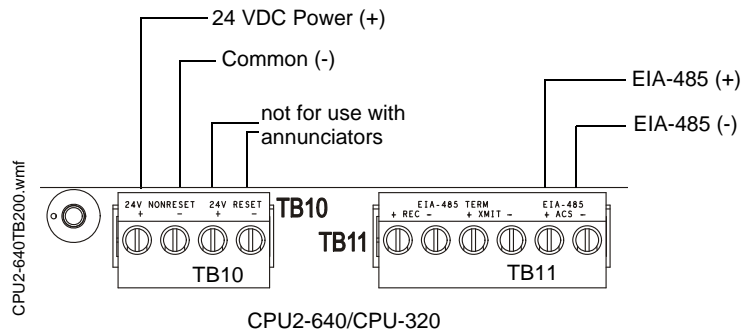 24 VDC Power (+)
Common (-)
not for use with
annunciators
EIA-485 (+)
EIA-485 (-)
CPU2-640TB200.wmf
24V NONRESET 24V RESET
+ - + -
TB10
TB10
TB11
EIA-485 TERM EIA-485
+ REC - + XMIT - + ACS -
TB11
CPU2-640/CPU-320